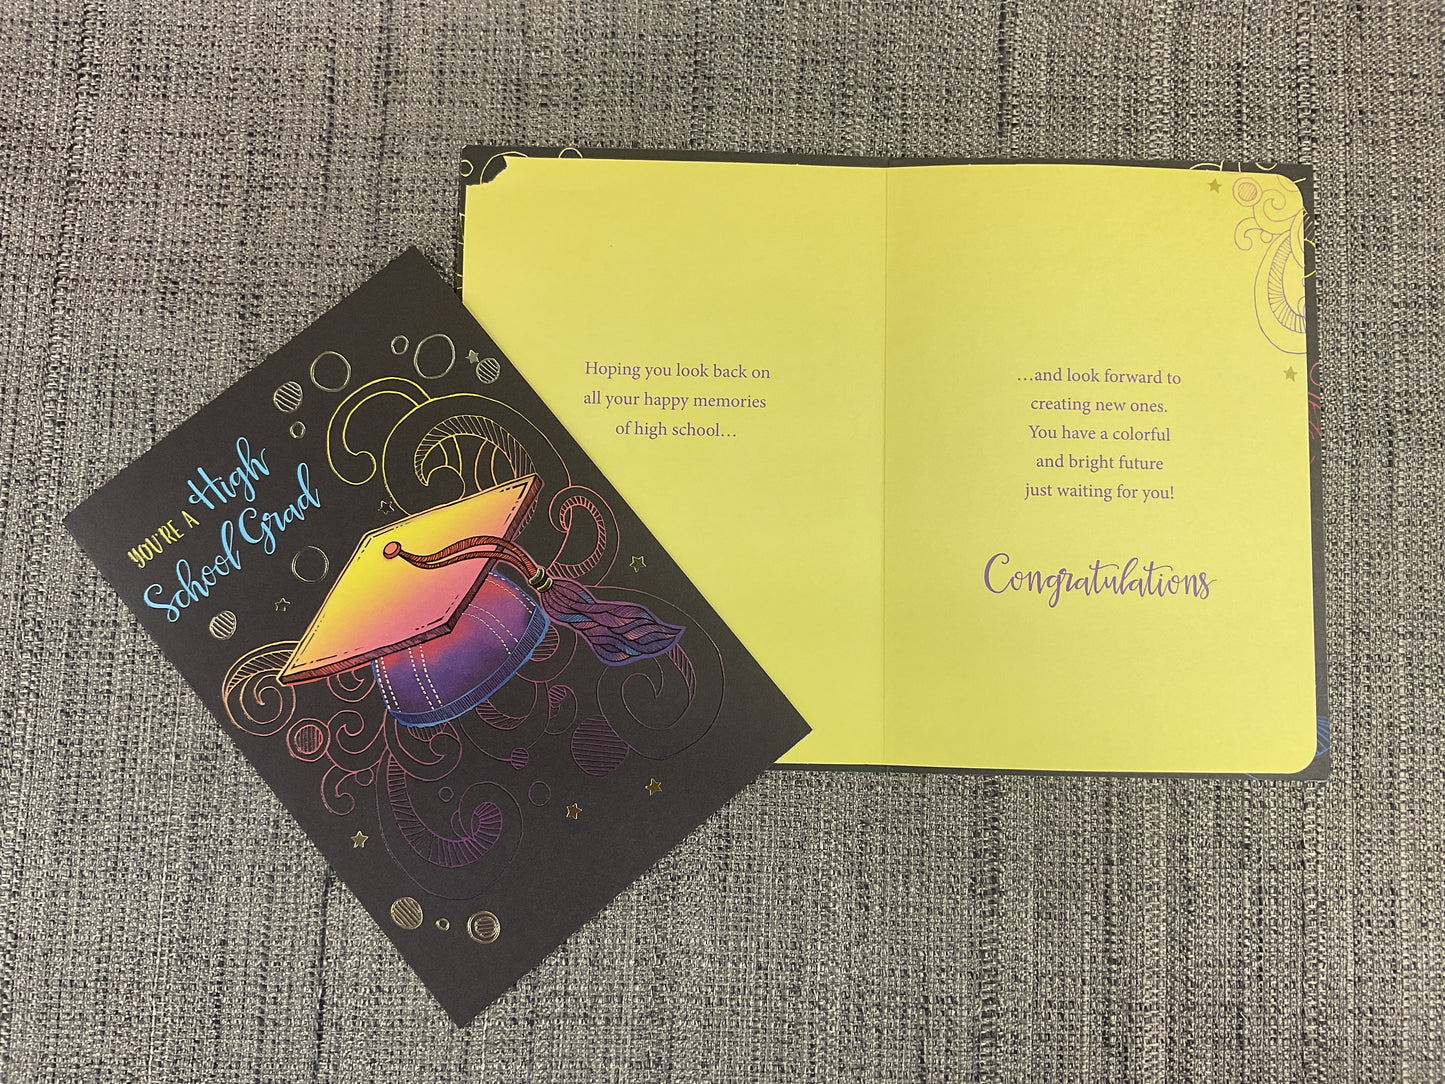 YOU'RE A High
School Grad
Hoping you look back on
all your happy memories
of high school…
…and look forward to
creating new ones.
You have a colorful
and bright future
just waiting for you!
Congratulations